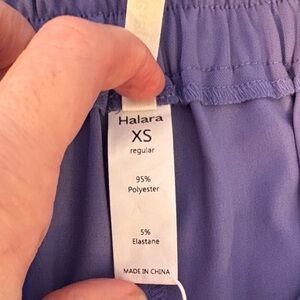 Halara
XS
regular
95%
Polyester
5%
Elastane
MADE IN CHINA